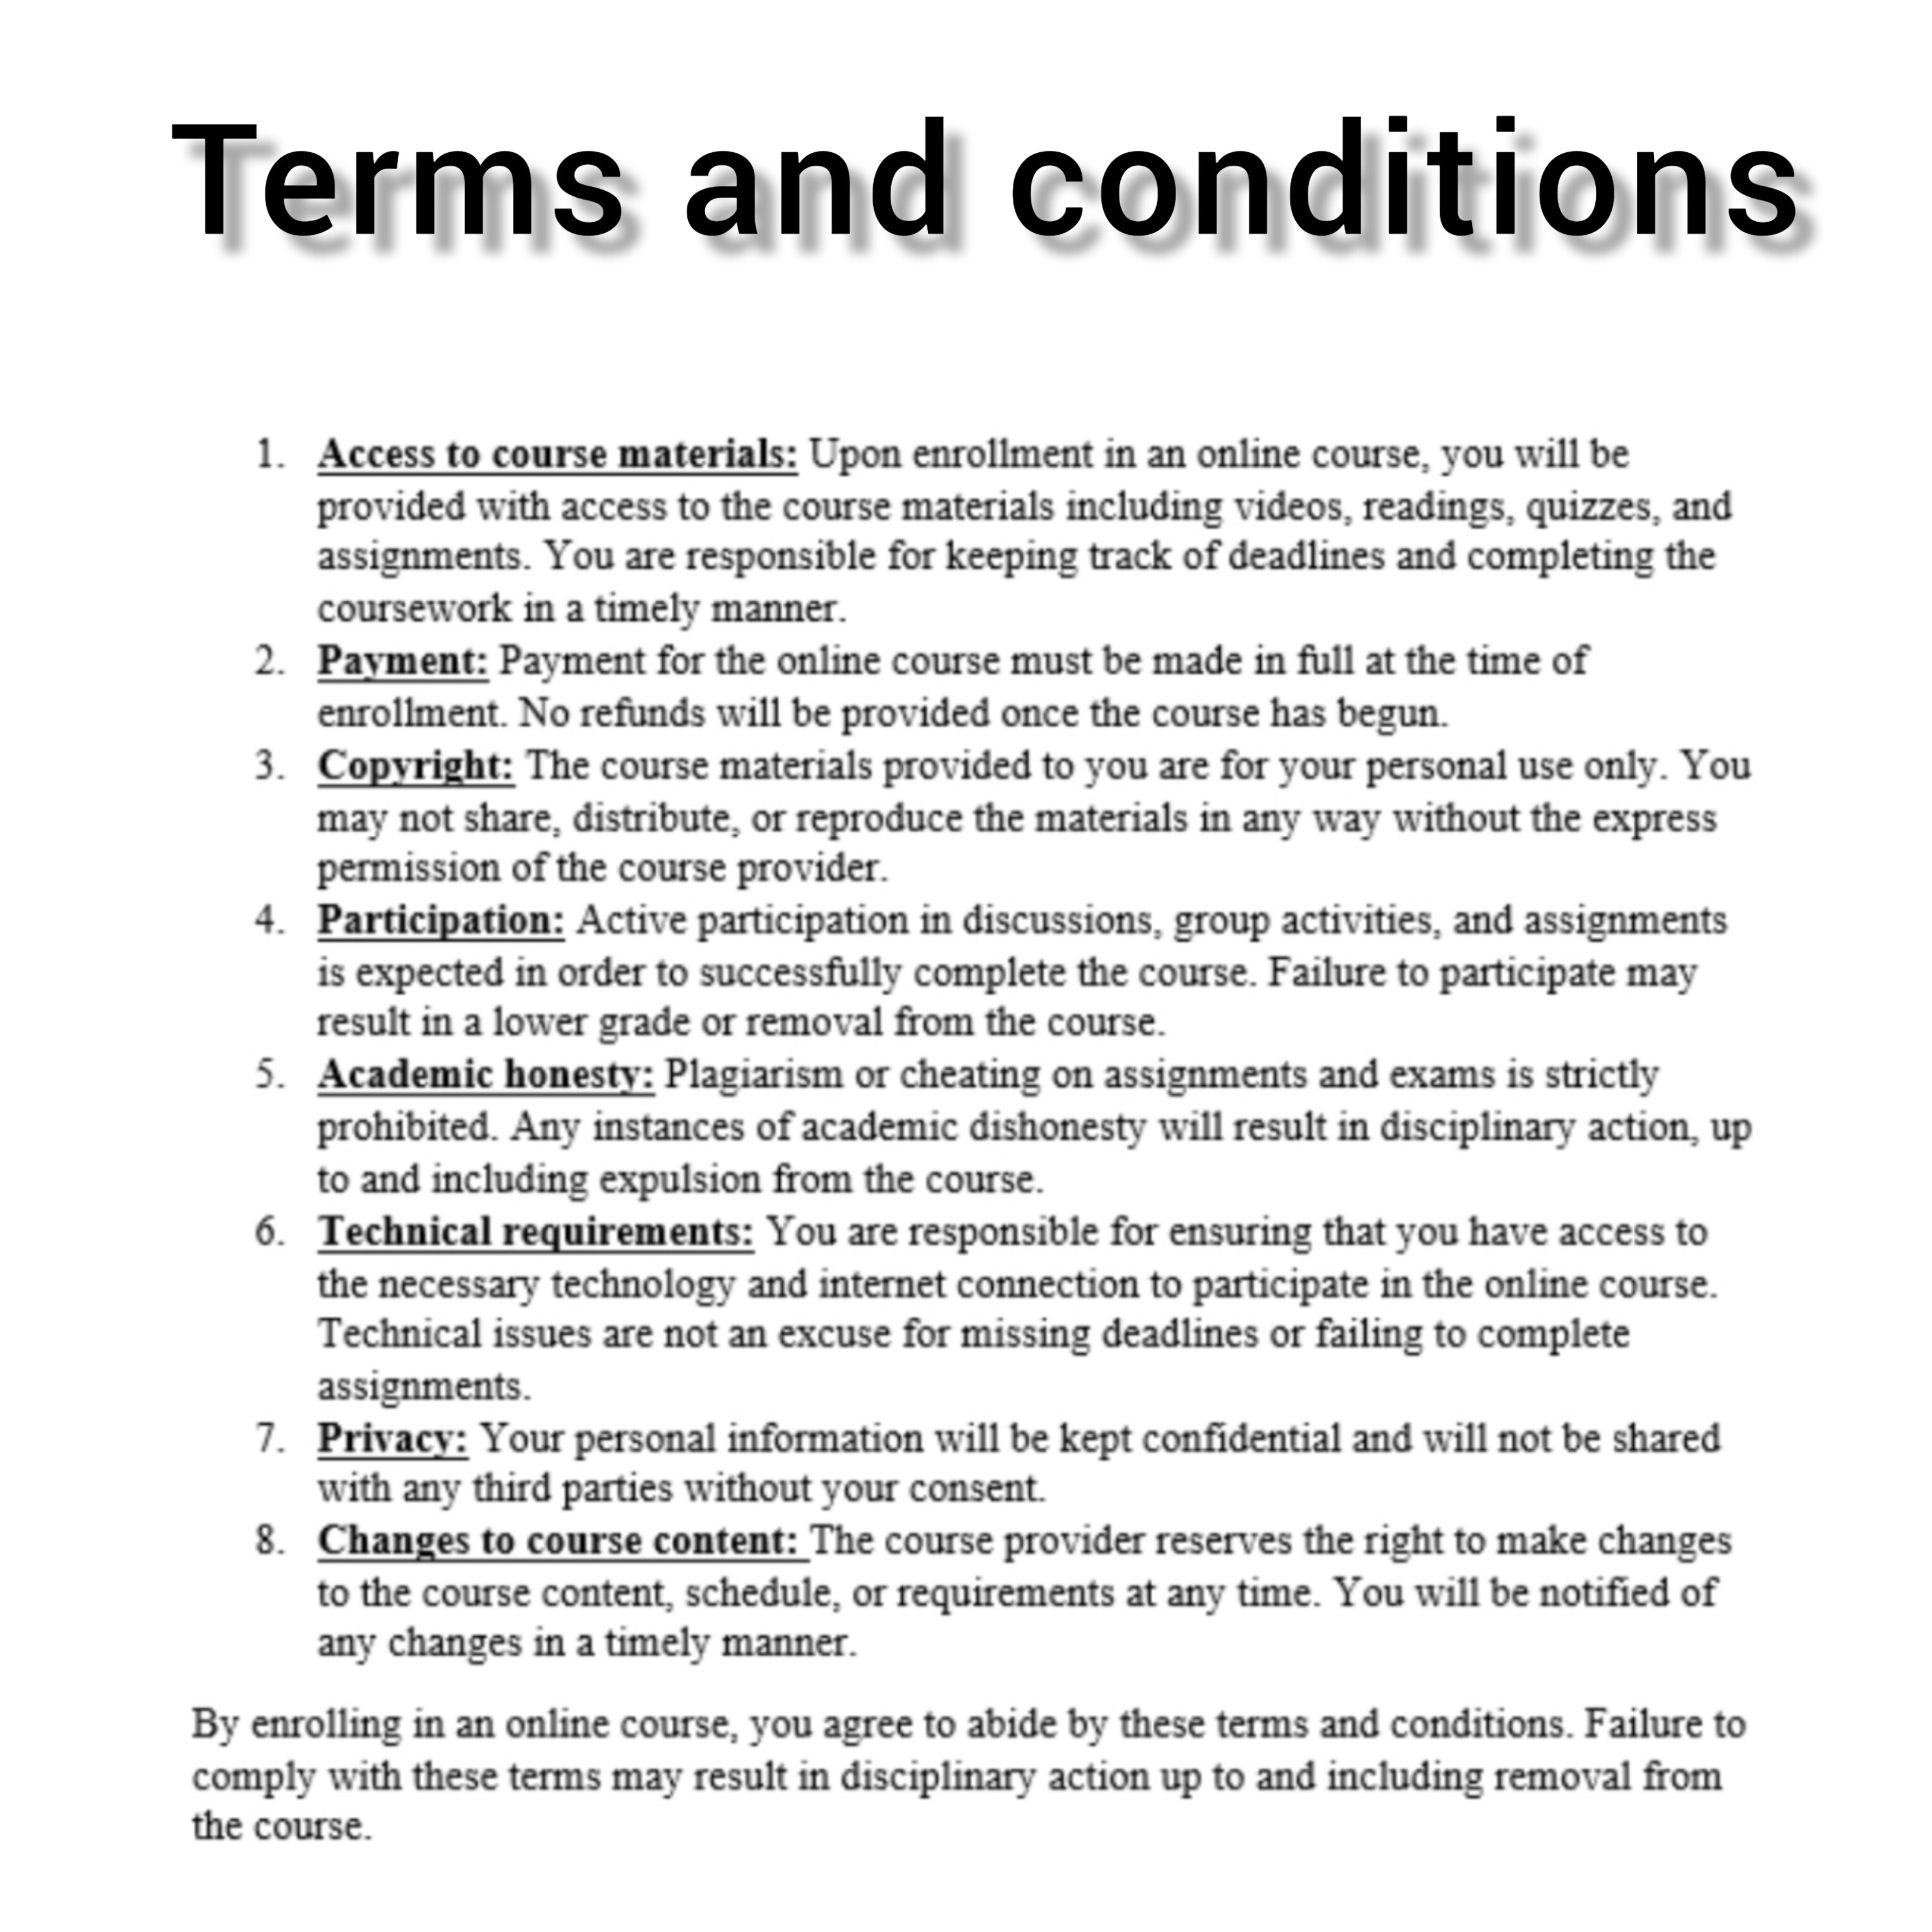 Terms and conditions
1. Access to course materials: Upon enrollment in an online course, you will be
provided with access to the course materials including videos, readings, quizzes, and
assignments. You are responsible for keeping track of deadlines and completing the
coursework in a timely manner.
2. Payment: Payment for the online course must be made in full at the time of
enrollment. No refunds will be provided once the course has begun.
3. Copyright: The course materials provided to you are for your personal use only. You
may not share, distribute, or reproduce the materials in any way without the express
permission of the course provider.
4. Participation: Active participation in discussions, group activities, and assignments
is expected in order to successfully complete the course. Failure to participate may
result in a lower grade or removal from the course.
5. Academic honesty: Plagiarism or cheating on assignments and exams is strictly
prohibited. Any instances of academic dishonesty will result in disciplinary action, up
to and including expulsion from the course.
6. Technical requirements: You are responsible for ensuring that you have access to
the necessary technology and internet connection to participate in the online course.
Technical issues are not an excuse for missing deadlines or failing to complete
assignments.
7. Privacy: Your personal information will be kept confidential and will not be shared
with any third parties without your consent.
8. Changes to course content: The course provider reserves the right to make changes
to the course content, schedule, or requirements at any time. You will be notified of
any changes in a timely manner.
By enrolling in an online course, you agree to abide by these terms and conditions. Failure to
comply with these terms may result in disciplinary action up to and including removal from
the course.